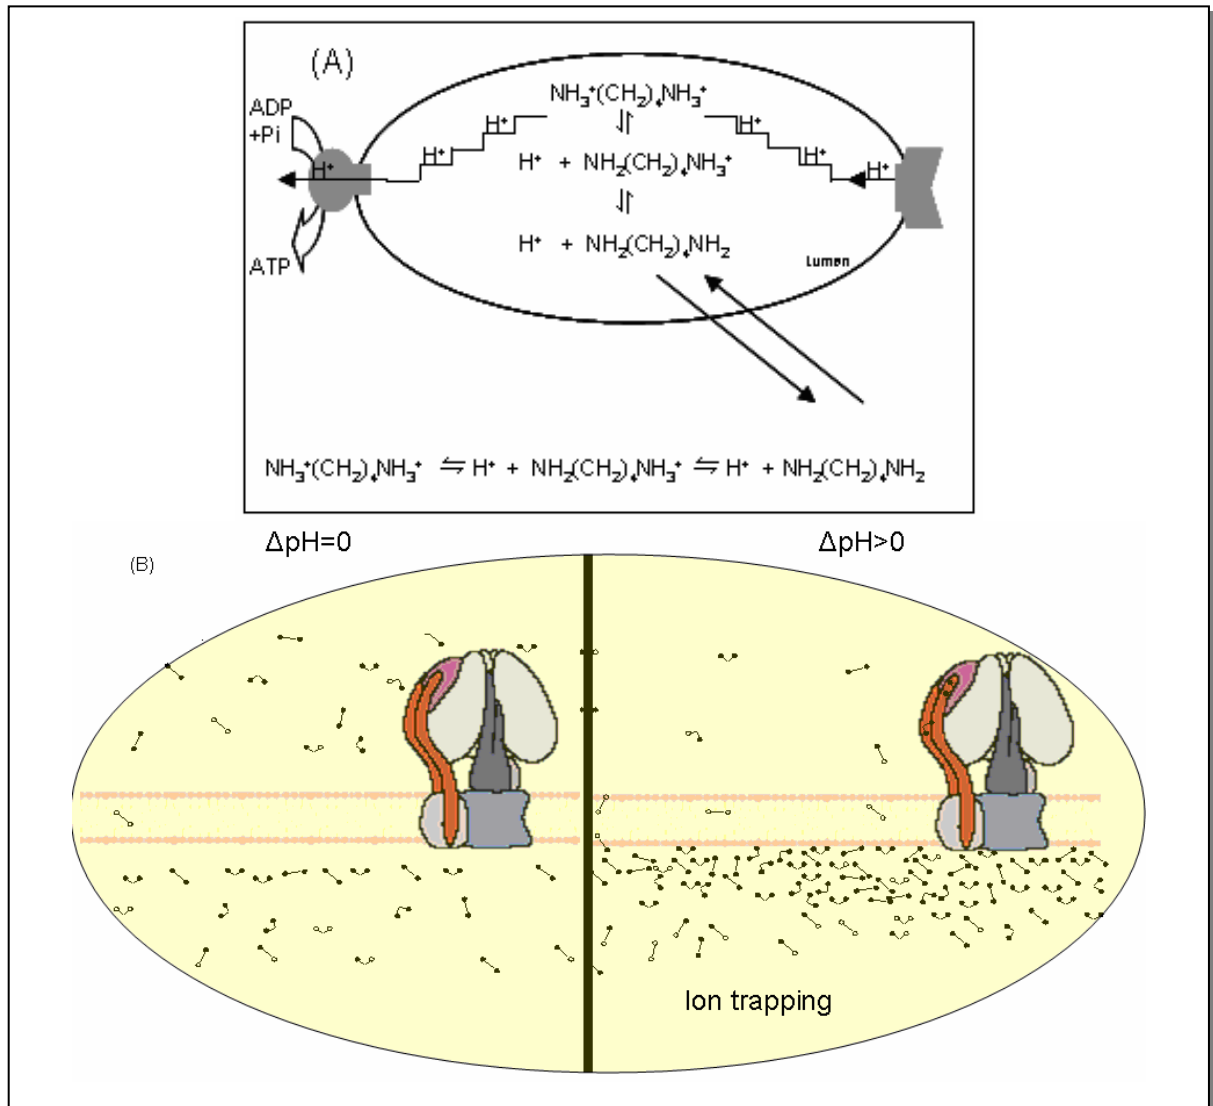 (A)
ADP
+Pi
H⁺
ATP
NH₃⁺(CH₂)₄NH₃⁺
⇌
H⁺ + NH₂(CH₂)₄NH₃⁺
⇌
H⁺ + NH₂(CH₂)₄NH₂
H⁺
H⁺
H⁺
H⁺
H⁺
Lumen
NH₃⁺(CH₂)₄NH₃⁺ ⇌ H⁺ + NH₂(CH₂)₄NH₃⁺ ⇌ H⁺ + NH₂(CH₂)₄NH₂
ΔpH=0
ΔpH>0
(B)
Ion trapping